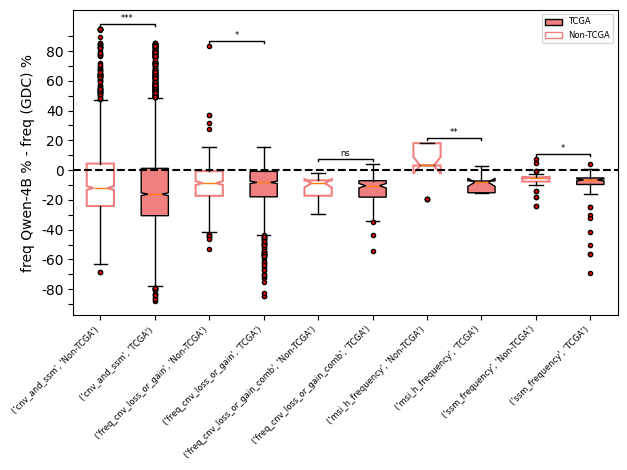 freq Qwen-4B % - freq (GDC) %
80
60
40
20
0
-20
-40
-60
-80
***
*
ns
**
*
TCGA
Non-TCGA
('cnv_and_ssm', 'Non-TCGA')
('cnv_and_ssm', 'TCGA')
('freq_cnv_loss_or_gain', 'Non-TCGA')
('freq_cnv_loss_or_gain', 'TCGA')
('freq_cnv_loss_or_gain_comb', 'Non-TCGA')
('freq_cnv_loss_or_gain_comb', 'TCGA')
('msi_h_frequency', 'Non-TCGA')
('msi_h_frequency', 'TCGA')
('ssm_frequency', 'Non-TCGA')
('ssm_frequency', 'TCGA')